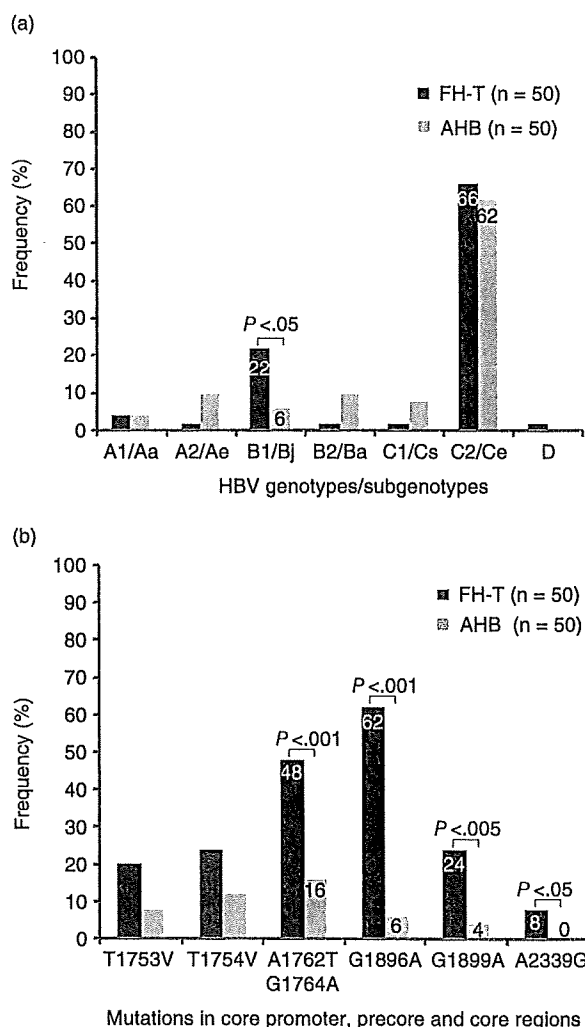 (a)
100
90
80
70
60
50
40
30
20
10
0
Frequency (%)
FH-T (n = 50)
AHB (n = 50)
P <.05
22
6
66
62
A1/Aa A2/Ae B1/Bj B2/Ba C1/Cs C2/Ce D
HBV genotypes/subgenotypes
(b)
100
90
80
70
60
50
40
30
20
10
0
Frequency (%)
FH-T (n = 50)
AHB (n = 50)
P <.001
48
16
P <.001
62
6
P <.005
24
4
P <.05
8
0
T1753V T1754V A1762T G1896A G1899A A2339G
G1764A
Mutations in core promoter, precore and core regions